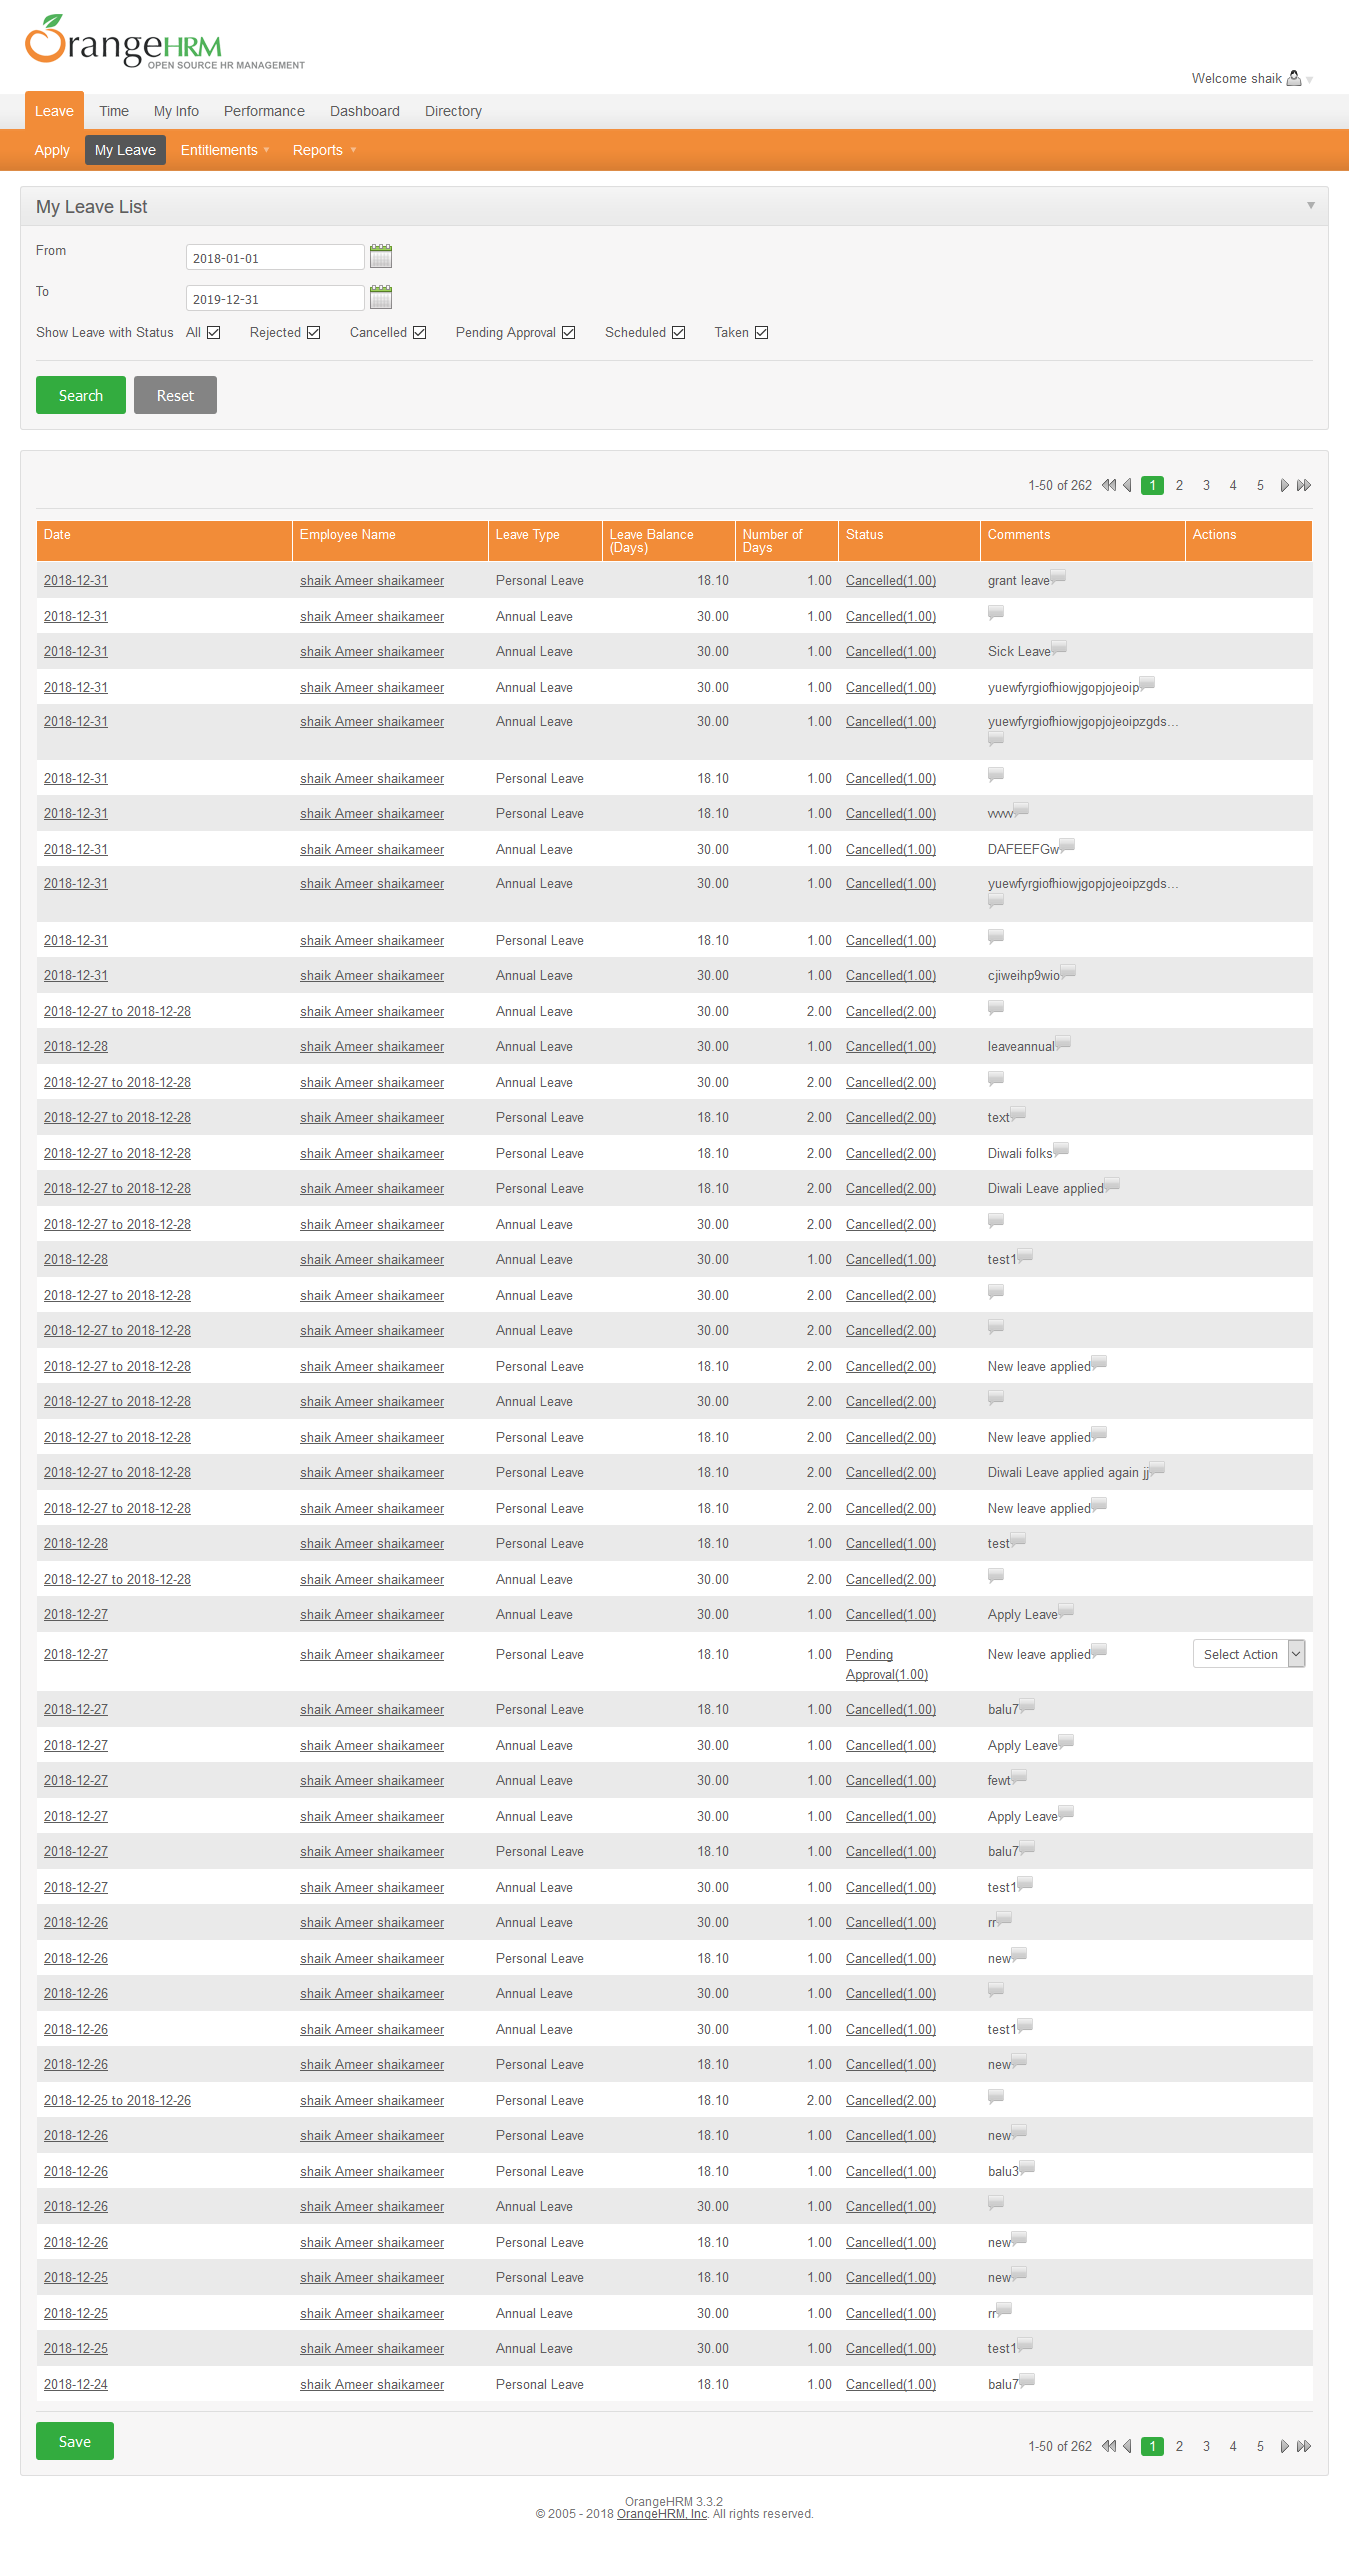 OrangeHRM
OPEN SOURCE HR MANAGEMENT
Welcome shaik
Leave Time My Info Performance Dashboard Directory
Apply My Leave Entitlements Reports
My Leave List
From 2018-01-01
To 2019-12-31
Show Leave with Status All Rejected Cancelled Pending Approval Scheduled Taken
Search Reset
1-50 of 262 1 2 3 4 5
Date Employee Name Leave Type Leave Balance (Days) Number of Days Status Comments Actions
2018-12-31 shaik Ameer shaikameer Personal Leave 18.10 1.00 Cancelled(1.00) grant leave
2018-12-31 shaik Ameer shaikameer Annual Leave 30.00 1.00 Cancelled(1.00)
2018-12-31 shaik Ameer shaikameer Annual Leave 30.00 1.00 Cancelled(1.00) Sick Leave
2018-12-31 shaik Ameer shaikameer Annual Leave 30.00 1.00 Cancelled(1.00) yuewfyrgiofhiowjgopjojeoip
2018-12-31 shaik Ameer shaikameer Annual Leave 30.00 1.00 Cancelled(1.00) yuewfyrgiofhiowjgopjojeoipzgds...
2018-12-31 shaik Ameer shaikameer Personal Leave 18.10 1.00 Cancelled(1.00)
2018-12-31 shaik Ameer shaikameer Personal Leave 18.10 1.00 Cancelled(1.00)
2018-12-31 shaik Ameer shaikameer Annual Leave 30.00 1.00 Cancelled(1.00) DAFEEFGw
2018-12-31 shaik Ameer shaikameer Annual Leave 30.00 1.00 Cancelled(1.00) yuewfyrgiofhiowjgopjojeoipzgds...
2018-12-31 shaik Ameer shaikameer Personal Leave 18.10 1.00 Cancelled(1.00)
2018-12-31 shaik Ameer shaikameer Annual Leave 30.00 1.00 Cancelled(1.00) cjiweihp9wio
2018-12-27 to 2018-12-28 shaik Ameer shaikameer Annual Leave 30.00 2.00 Cancelled(2.00)
2018-12-28 shaik Ameer shaikameer Annual Leave 30.00 1.00 Cancelled(1.00) leaveannual
2018-12-27 to 2018-12-28 shaik Ameer shaikameer Annual Leave 30.00 2.00 Cancelled(2.00)
2018-12-27 to 2018-12-28 shaik Ameer shaikameer Personal Leave 18.10 2.00 Cancelled(2.00) text
2018-12-27 to 2018-12-28 shaik Ameer shaikameer Personal Leave 18.10 2.00 Cancelled(2.00) Diwali folks
2018-12-27 to 2018-12-28 shaik Ameer shaikameer Personal Leave 18.10 2.00 Cancelled(2.00) Diwali Leave applied
2018-12-27 to 2018-12-28 shaik Ameer shaikameer Annual Leave 30.00 2.00 Cancelled(2.00)
2018-12-28 shaik Ameer shaikameer Annual Leave 30.00 1.00 Cancelled(1.00) test1
2018-12-27 to 2018-12-28 shaik Ameer shaikameer Annual Leave 30.00 2.00 Cancelled(2.00)
2018-12-27 to 2018-12-28 shaik Ameer shaikameer Annual Leave 30.00 2.00 Cancelled(2.00)
2018-12-27 to 2018-12-28 shaik Ameer shaikameer Personal Leave 18.10 2.00 Cancelled(2.00) New leave applied
2018-12-27 to 2018-12-28 shaik Ameer shaikameer Annual Leave 30.00 2.00 Cancelled(2.00)
2018-12-27 to 2018-12-28 shaik Ameer shaikameer Personal Leave 18.10 2.00 Cancelled(2.00) New leave applied
2018-12-27 to 2018-12-28 shaik Ameer shaikameer Personal Leave 18.10 2.00 Cancelled(2.00) Diwali Leave applied again jj
2018-12-27 to 2018-12-28 shaik Ameer shaikameer Personal Leave 18.10 2.00 Cancelled(2.00) New leave applied
2018-12-28 shaik Ameer shaikameer Personal Leave 18.10 1.00 Cancelled(1.00) test
2018-12-27 to 2018-12-28 shaik Ameer shaikameer Annual Leave 30.00 2.00 Cancelled(2.00)
2018-12-27 shaik Ameer shaikameer Annual Leave 30.00 1.00 Cancelled(1.00) Apply Leave
2018-12-27 shaik Ameer shaikameer Personal Leave 18.10 1.00 Pending Approval(1.00) New leave applied Select Action
2018-12-27 shaik Ameer shaikameer Personal Leave 18.10 1.00 Cancelled(1.00) balu7
2018-12-27 shaik Ameer shaikameer Annual Leave 30.00 1.00 Cancelled(1.00) Apply Leave
2018-12-27 shaik Ameer shaikameer Annual Leave 30.00 1.00 Cancelled(1.00) fewt
2018-12-27 shaik Ameer shaikameer Annual Leave 30.00 1.00 Cancelled(1.00) Apply Leave
2018-12-27 shaik Ameer shaikameer Personal Leave 18.10 1.00 Cancelled(1.00) balu7
2018-12-27 shaik Ameer shaikameer Annual Leave 30.00 1.00 Cancelled(1.00) test1
2018-12-26 shaik Ameer shaikameer Annual Leave 30.00 1.00 Cancelled(1.00) rr
2018-12-26 shaik Ameer shaikameer Personal Leave 18.10 1.00 Cancelled(1.00) new
2018-12-26 shaik Ameer shaikameer Annual Leave 30.00 1.00 Cancelled(1.00)
2018-12-26 shaik Ameer shaikameer Annual Leave 30.00 1.00 Cancelled(1.00) test1
2018-12-26 shaik Ameer shaikameer Personal Leave 18.10 1.00 Cancelled(1.00) new
2018-12-25 to 2018-12-26 shaik Ameer shaikameer Personal Leave 18.10 2.00 Cancelled(2.00)
2018-12-26 shaik Ameer shaikameer Personal Leave 18.10 1.00 Cancelled(1.00) new
2018-12-26 shaik Ameer shaikameer Personal Leave 18.10 1.00 Cancelled(1.00) balu3
2018-12-26 shaik Ameer shaikameer Annual Leave 30.00 1.00 Cancelled(1.00)
2018-12-26 shaik Ameer shaikameer Personal Leave 18.10 1.00 Cancelled(1.00) new
2018-12-25 shaik Ameer shaikameer Personal Leave 18.10 1.00 Cancelled(1.00) new
2018-12-25 shaik Ameer shaikameer Annual Leave 30.00 1.00 Cancelled(1.00) rr
2018-12-25 shaik Ameer shaikameer Annual Leave 30.00 1.00 Cancelled(1.00) test1
2018-12-24 shaik Ameer shaikameer Personal Leave 18.10 1.00 Cancelled(1.00) balu7
Save 1-50 of 262 1 2 3 4 5
OrangeHRM 3.3.2
© 2005 - 2018 OrangeHRM, Inc. All rights reserved.